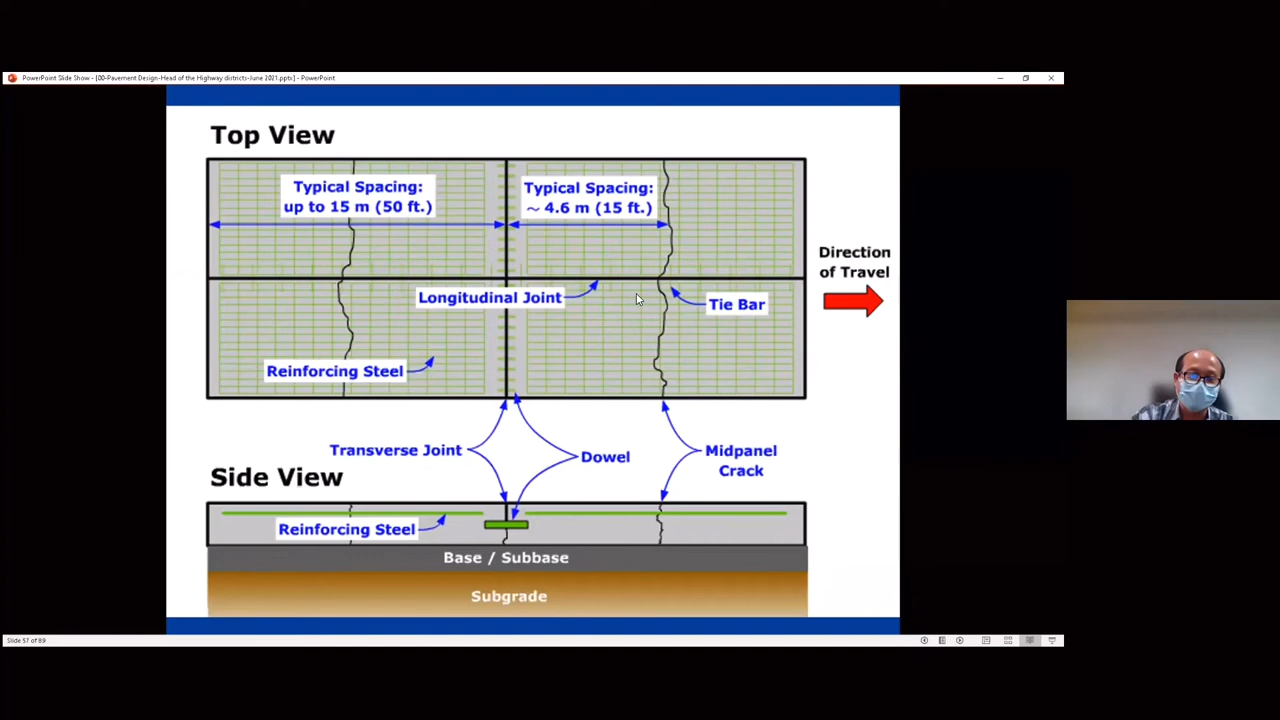 PowerPoint Slide Show - [00-Pavement Design-Head of the Highway districts-June 2021.pptx] - PowerPoint
Top View
Typical Spacing:
up to 15 m (50 ft.)
Typical Spacing:
~ 4.6 m (15 ft.)
Direction
of Travel
Longitudinal Joint
Tie Bar
Reinforcing Steel
Transverse Joint
Dowel
Midpanel
Crack
Side View
Reinforcing Steel
Base / Subbase
Subgrade
Slide 57 of 89